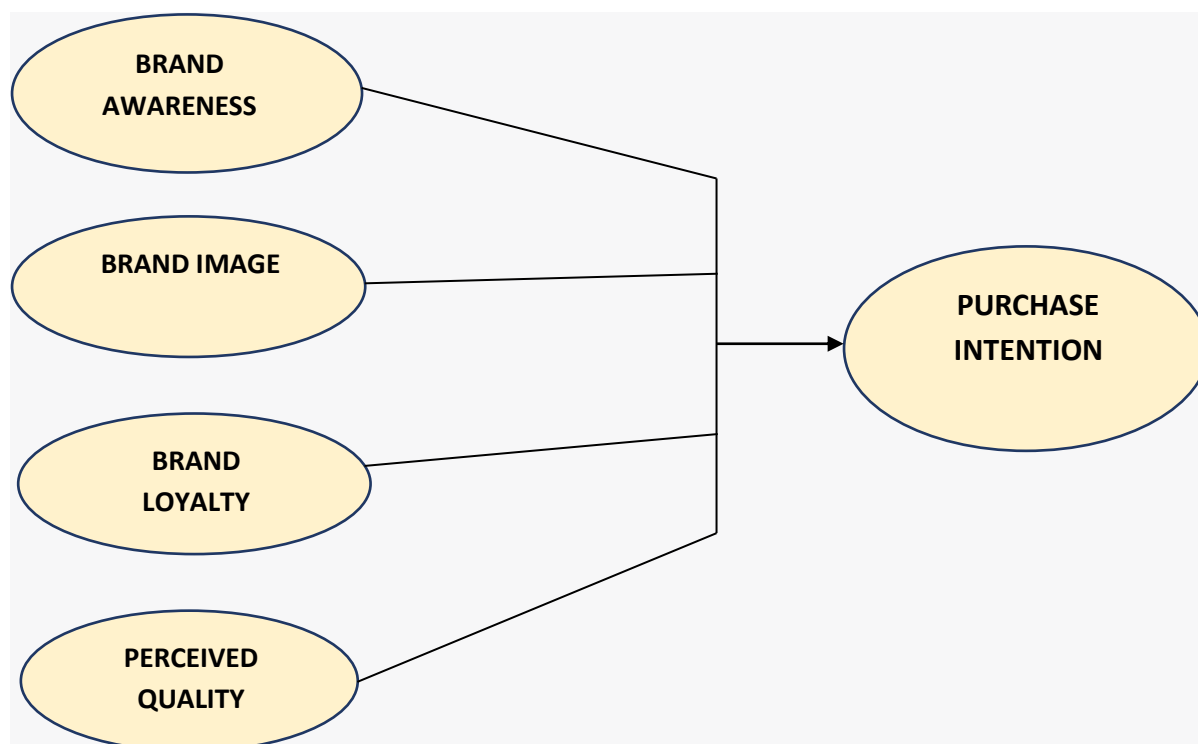 BRAND
AWARENESS
BRAND IMAGE
PURCHASE
INTENTION
BRAND
LOYALTY
PERCEIVED
QUALITY